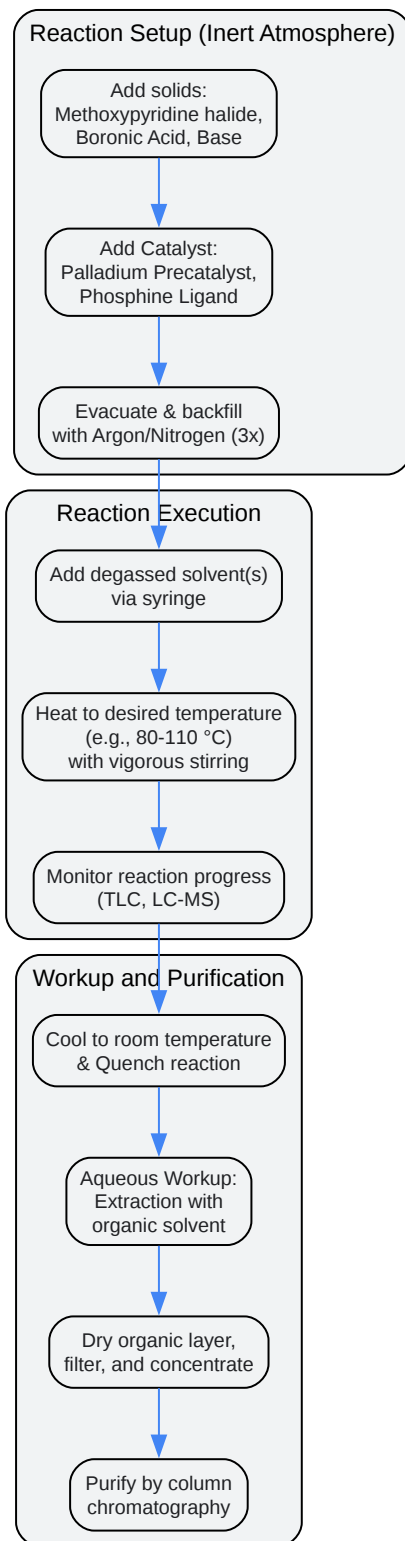 Reaction Setup (Inert Atmosphere)
Add solids:
Methoxypyridine halide,
Boronic Acid, Base
Add Catalyst:
Palladium Precatalyst,
Phosphine Ligand
Evacuate & backfill
with Argon/Nitrogen (3x)
Reaction Execution
Add degassed solvent(s)
via syringe
Heat to desired temperature
(e.g., 80-110 °C)
with vigorous stirring
Monitor reaction progress
(TLC, LC-MS)
Workup and Purification
Cool to room temperature
& Quench reaction
Aqueous Workup:
Extraction with
organic solvent
Dry organic layer,
filter, and concentrate
Purify by column
chromatography